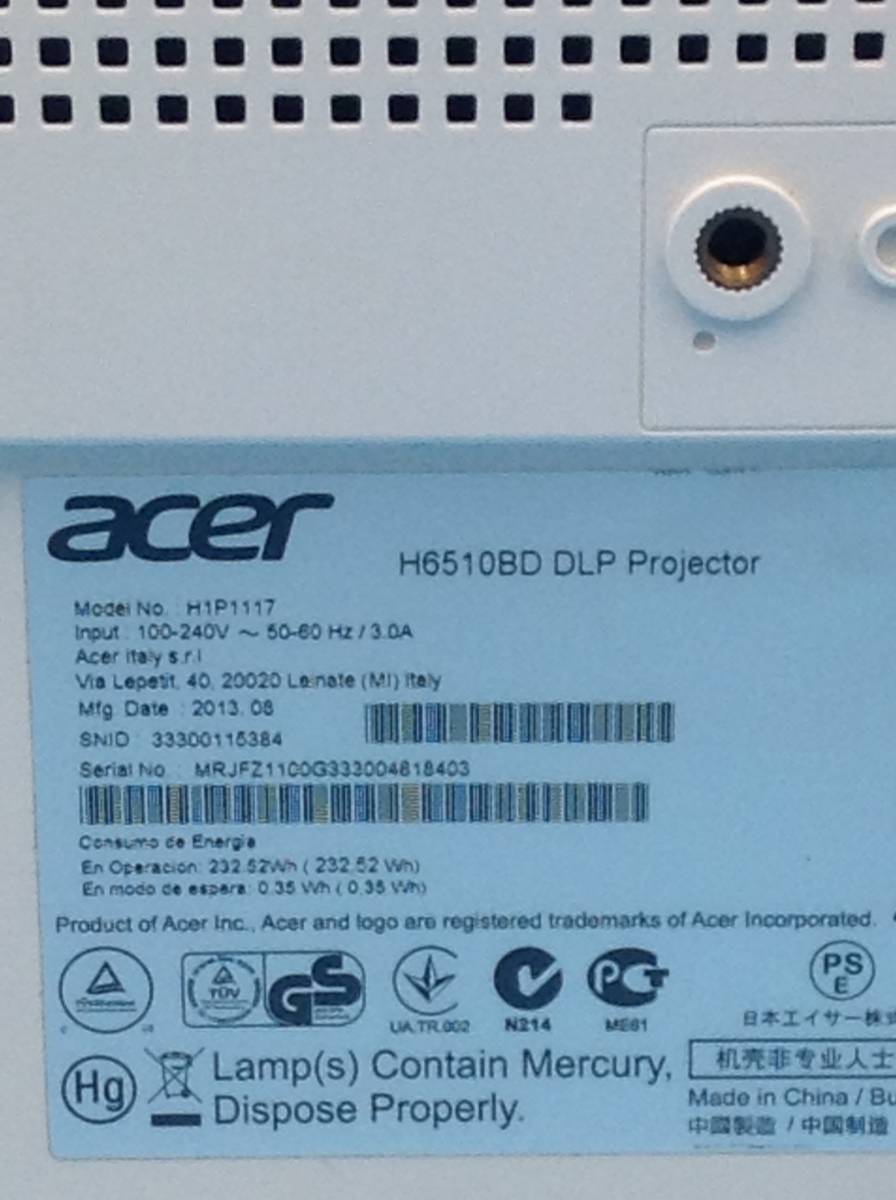 acer
H6510BD DLP Projector
Model No. : H1P1117
Input : 100-240V ~ 50-60 Hz / 3.0A
Acer Italy s.r.l
Via Lepetit, 40, 20020 Lainate (MI) Italy
Mfg. Date : 2013. 08
SNID : 33300115384
Serial No. : MRJFZ1100G333004818403
Consumo de Energia
En Operación: 232.52Wh ( 232.52 Wh)
En modo de espera: 0.35 Wh ( 0.35 Wh)
Product of Acer Inc., Acer and logo are registered trademarks of Acer Incorporated.
TÜV GS
UA.TR.002
N214
PCT
ME61
PS
E
日本エイサー株式
Hg
Lamp(s) Contain Mercury,
Dispose Properly.
机壳非专业人士
Made in China / Bu
中國製造 / 中国制造